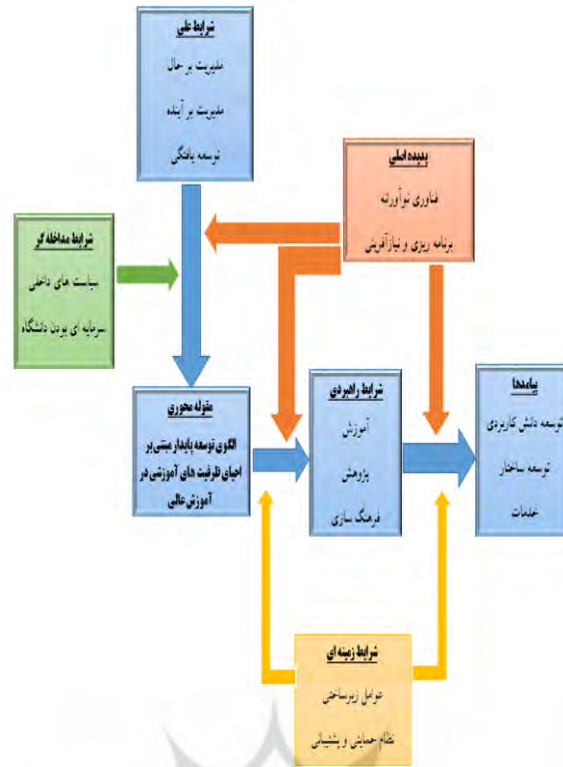 شرایط علی
مدیریت بر حال
مدیریت بر آینده
توسعه یافتگی
پدیده اصلی
فناوری نوآورانه
برنامه ریزی و نیازآفرینی
شرایط مداخله گر
سیاست های داخلی
سرمایه ای بودن دانشگاه
مقوله محوری
الگوی توسعه پایدار مبتنی بر
احیای ظرفیت های آموزشی در
آموزش عالی
شرایط راهبردی
آموزش
پژوهش
فرهنگ سازی
پیامدها
توسعه دانش کاربردی
توسعه ساختار
خدمات
شرایط زمینه ای
عوامل زیرساختی
نظام حمایتی و پشتیبانی